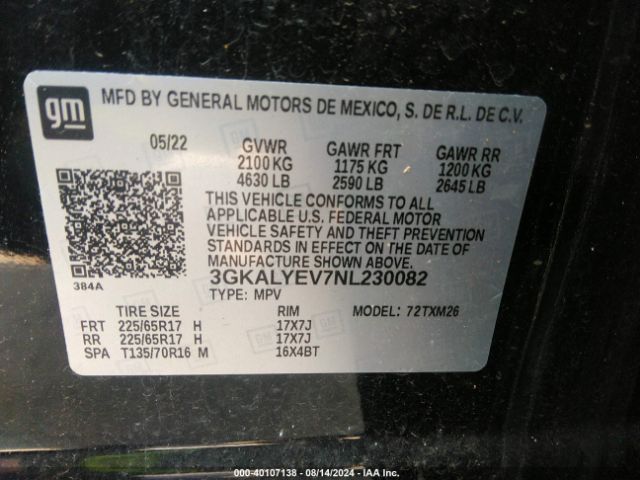 gm
MFD BY GENERAL MOTORS DE MEXICO, S. DE R.L. DE C.V.
05/22 GVWR GAWR FRT GAWR RR
2100 KG 1175 KG 1200 KG
4630 LB 2590 LB 2645 LB
THIS VEHICLE CONFORMS TO ALL
APPLICABLE U.S. FEDERAL MOTOR
VEHICLE SAFETY AND THEFT PREVENTION
STANDARDS IN EFFECT ON THE DATE OF
MANUFACTURE SHOWN ABOVE.
384A 3GKALYEV7NL230082
TYPE: MPV
TIRE SIZE RIM MODEL: 72TXM26
FRT 225/65R17 H 17X7J
RR 225/65R17 H 17X7J
SPA T135/70R16 M 16X4BT
000-40107138 - 08/14/2024 - IAA Inc.